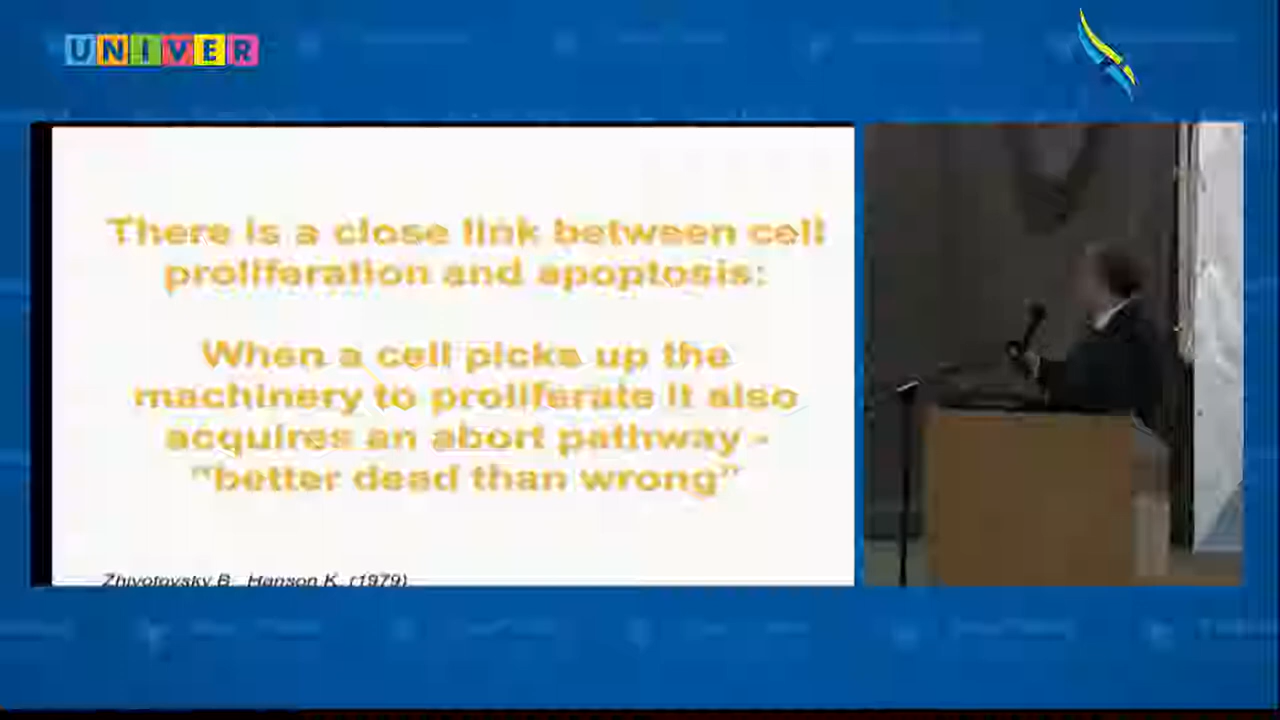 UNIVER
There is a close link between cell
proliferation and apoptosis:
When a cell picks up the
machinery to proliferate it also
acquires an abort pathway -
"better dead than wrong"
Zhivotovsky B., Hanson K. (1979)